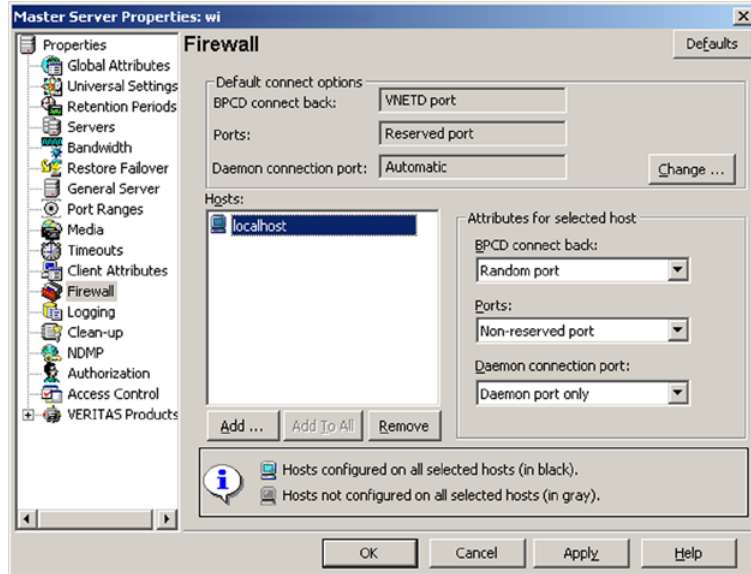 Master Server Properties: wi
Properties
Global Attributes
Universal Settings
Retention Periods
Servers
Bandwidth
Restore Failover
General Server
Port Ranges
Media
Timeouts
Client Attributes
Firewall
Logging
Clean-up
NDMP
Authorization
Access Control
VERITAS Products
Firewall
Defaults
Default connect options
BPCD connect back: VNETD port
Ports: Reserved port
Daemon connection port: Automatic
Change ...
Hosts:
localhost
Add ... Add To All Remove
Attributes for selected host
BPCD connect back:
Random port
Ports:
Non-reserved port
Daemon connection port:
Daemon port only
Hosts configured on all selected hosts (in black).
Hosts not configured on all selected hosts (in gray).
OK Cancel Apply Help